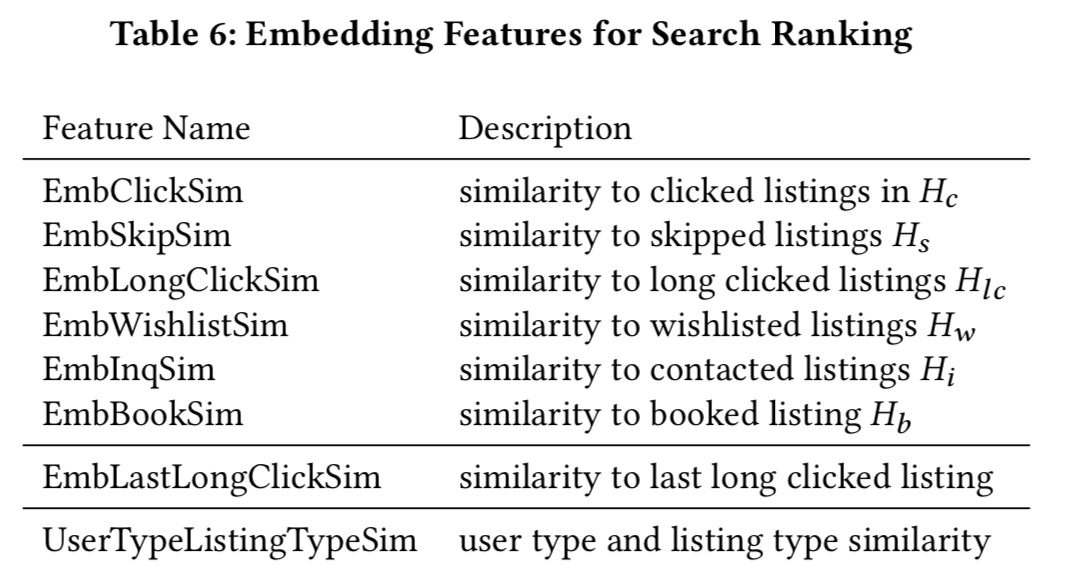 Table 6: Embedding Features for Search Ranking
Feature Name Description
EmbClickSim similarity to clicked listings in H_c
EmbSkipSim similarity to skipped listings H_s
EmbLongClickSim similarity to long clicked listings H_lc
EmbWishlistSim similarity to wishlisted listings H_w
EmbInqSim similarity to contacted listings H_i
EmbBookSim similarity to booked listing H_b
EmbLastLongClickSim similarity to last long clicked listing
UserTypeListingTypeSim user type and listing type similarity